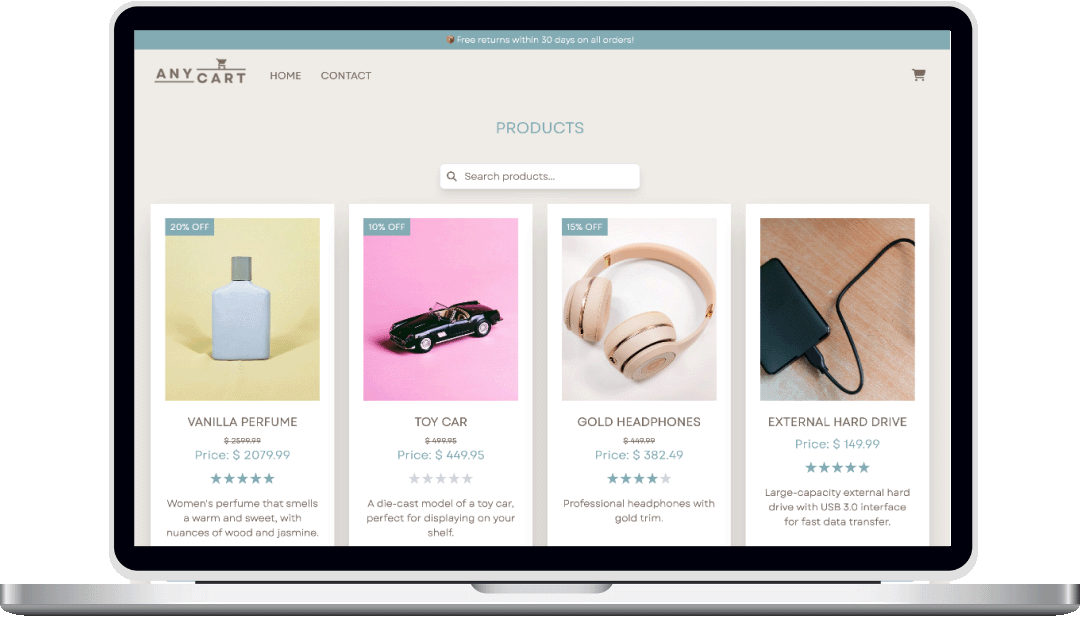 📦Free returns within 30 days on all orders!
ANY CART HOME CONTACT
PRODUCTS
Search products...
20% OFF
10% OFF
15% OFF
VANILLA PERFUME
$ 2599.99
Price: $ 2079.99
Women's perfume that smells
a warm and sweet, with
nuances of wood and jasmine.
TOY CAR
$ 499.95
Price: $ 449.95
A die-cast model of a toy car,
perfect for displaying on your
shelf.
GOLD HEADPHONES
$ 449.99
Price: $ 382.49
Professional headphones with
gold trim.
EXTERNAL HARD DRIVE
Price: $ 149.99
Large-capacity external hard
drive with USB 3.0 interface
for fast data transfer.